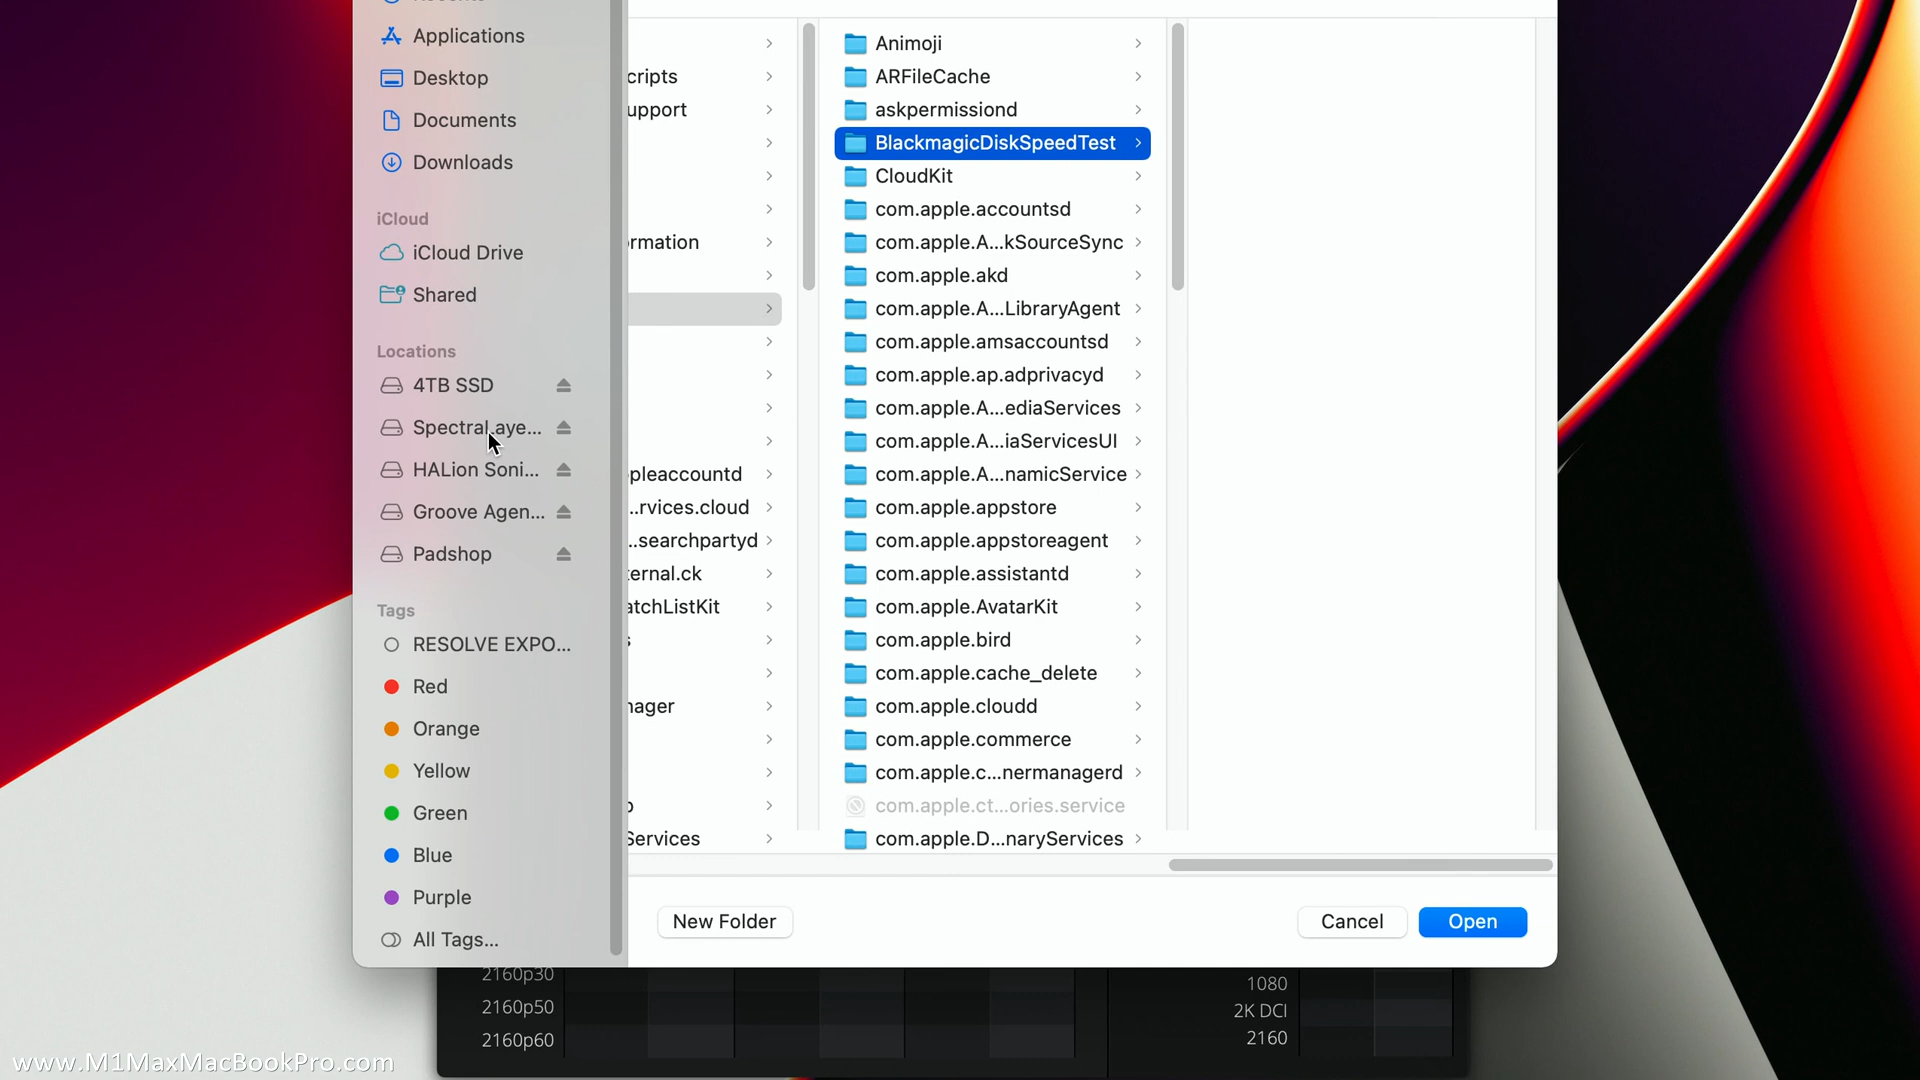 Applications
Desktop
Documents
Downloads
iCloud
iCloud Drive
Shared
Locations
4TB SSD
SpectralLaye...
HALion Soni...
Groove Agen...
Padshop
Tags
RESOLVE EXPO...
Red
Orange
Yellow
Green
Blue
Purple
All Tags...
cripts
upport
rmation
pleaccountd
..rvices.cloud
..searchpartyd
ernal.ck
atchListKit
s
nager
Services
Animoji
ARFileCache
askpermissiond
BlackmagicDiskSpeedTest
CloudKit
com.apple.accountsd
com.apple.A...kSourceSync
com.apple.akd
com.apple.A...LibraryAgent
com.apple.amsaccountsd
com.apple.ap.adprivacyd
com.apple.A...ediaServices
com.apple.A...iaServicesUI
com.apple.A...namicService
com.apple.appstore
com.apple.appstoreagent
com.apple.assistantd
com.apple.AvatarKit
com.apple.bird
com.apple.cache_delete
com.apple.cloudd
com.apple.commerce
com.apple.c...nermanagerd
com.apple.ct...ories.service
com.apple.D...naryServices
New Folder
Cancel
Open
2160p30
2160p50
2160p60
1080
2K DCI
2160
www.M1MaxMacBookPro.com